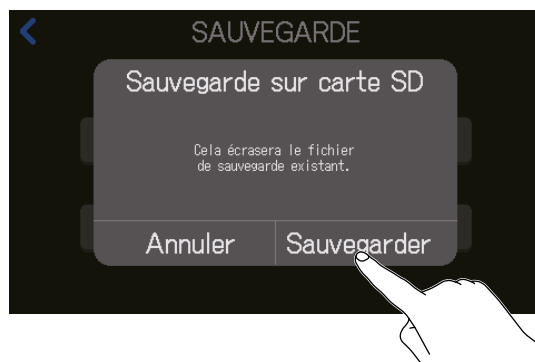 SAUVEGARDE
Sauvegarde sur carte SD
Cela écrasera le fichier
de sauvegarde existant.
Annuler
Sauvegarder